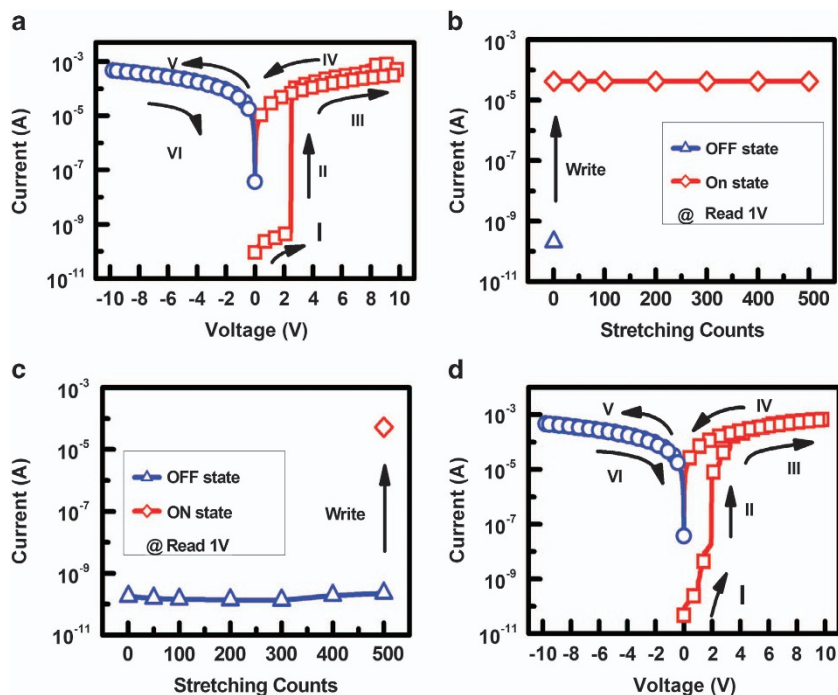 a
Current (A)
10⁻³
10⁻⁵
10⁻⁷
10⁻⁹
10⁻¹¹
V
IV
III
VI
II
I
-10 -8 -6 -4 -2 0 2 4 6 8 10
Voltage (V)
b
Current (A)
10⁻³
10⁻⁵
10⁻⁷
10⁻⁹
10⁻¹¹
Write
OFF state
On state
@ Read 1V
0 100 200 300 400 500
Stretching Counts
c
Current (A)
10⁻³
10⁻⁵
10⁻⁷
10⁻⁹
10⁻¹¹
OFF state
ON state
@ Read 1V
Write
0 100 200 300 400 500
Stretching Counts
d
Current (A)
10⁻³
10⁻⁵
10⁻⁷
10⁻⁹
10⁻¹¹
V
IV
VI
III
II
I
-10 -8 -6 -4 -2 0 2 4 6 8 10
Voltage (V)